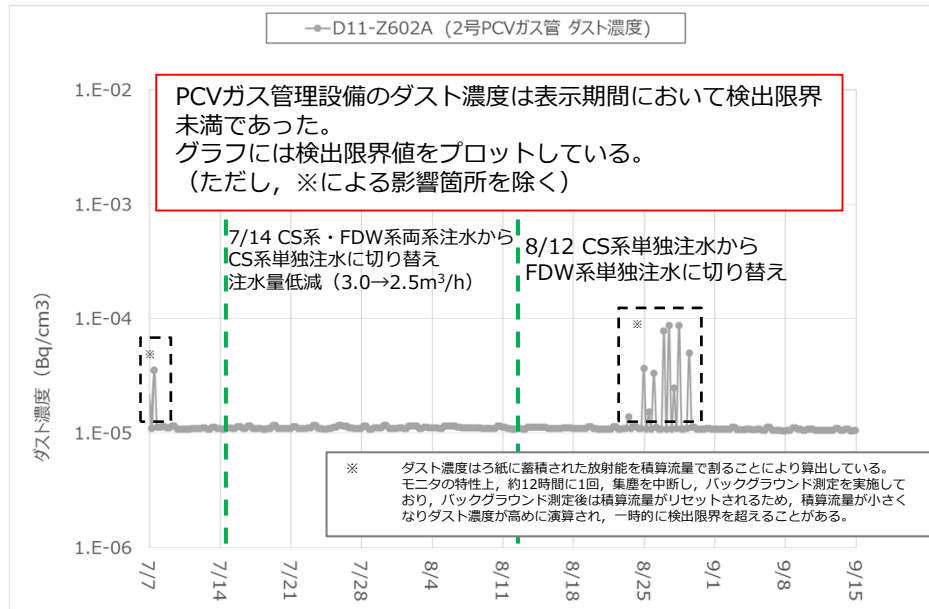 D11-Z602A (2号PCVガス管 ダスト濃度)
1.E-02
PCVガス管理設備のダスト濃度は表示期間において検出限界
未満であった。
グラフには検出限界値をプロットしている。
（ただし，※による影響箇所を除く）
1.E-03
7/14 CS系・FDW系両系注水から
CS系単独注水に切り替え
注水量低減（3.0→2.5m³/h）
8/12 CS系単独注水から
FDW系単独注水に切り替え
ダスト濃度（Bq/cm3）
1.E-04
※
※
1.E-05
※ ダスト濃度はろ紙に蓄積された放射能を積算流量で割ることにより算出している。
モニタの特性上，約12時間に1回，集塵を中断し，バックグラウンド測定を実施して
おり，バックグラウンド測定後は積算流量がリセットされるため，積算流量が小さく
なりダスト濃度が高めに演算され，一時的に検出限界を超えることがある。
1.E-06
7/7
7/14
7/21
7/28
8/4
8/11
8/18
8/25
9/1
9/8
9/15